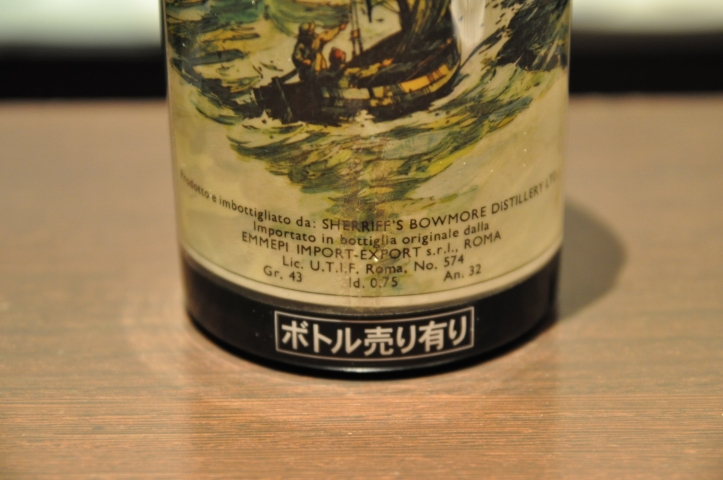 Prodotto e imbottigliato da: SHERRIFF'S BOWMORE DISTILLERY LTD.
Importato in bottiglia originale dalla
EMMEPI IMPORT-EXPORT s.r.l., ROMA
Lic. U.T.I.F. Roma, No. 574
Gr. 43 ld. 0,75 An. 32
ボトル売り有り